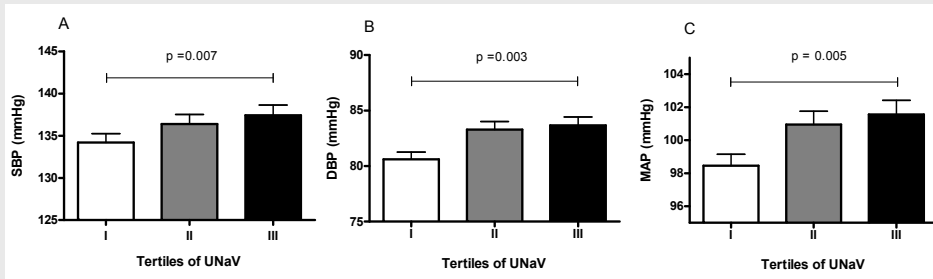 A
p =0.007
SBP (mmHg)
145
140
135
130
125
I II III
Tertiles of UNaV
B
p =0.003
DBP (mmHg)
90
85
80
75
I II III
Tertiles of UNaV
C
p = 0.005
MAP (mmHg)
104
102
100
98
96
I II III
Tertiles of UNaV